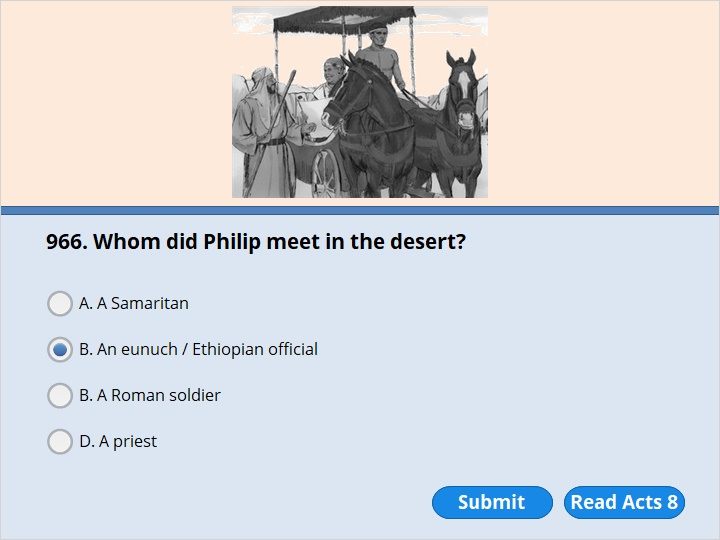 966. Whom did Philip meet in the desert?
A. A Samaritan
B. An eunuch / Ethiopian official
B. A Roman soldier
D. A priest
Submit
Read Acts 8